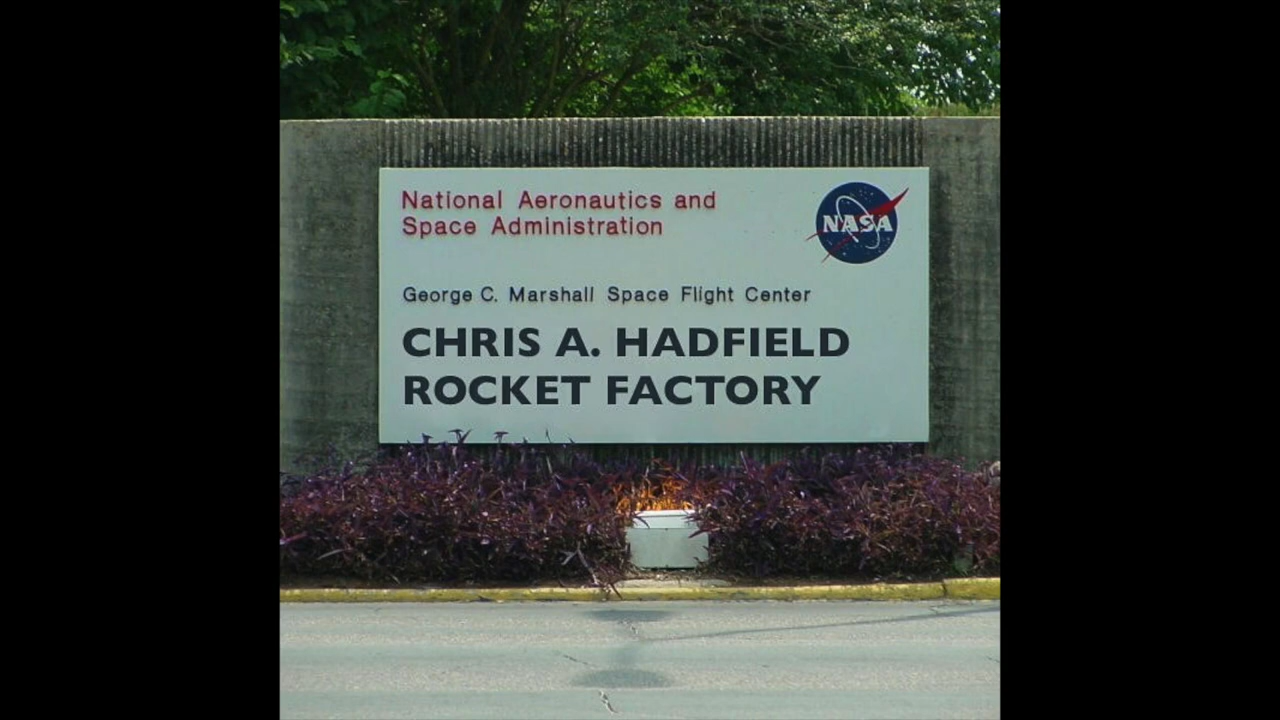 National Aeronautics and
Space Administration
NASA
George C. Marshall Space Flight Center
CHRIS A. HADFIELD
ROCKET FACTORY